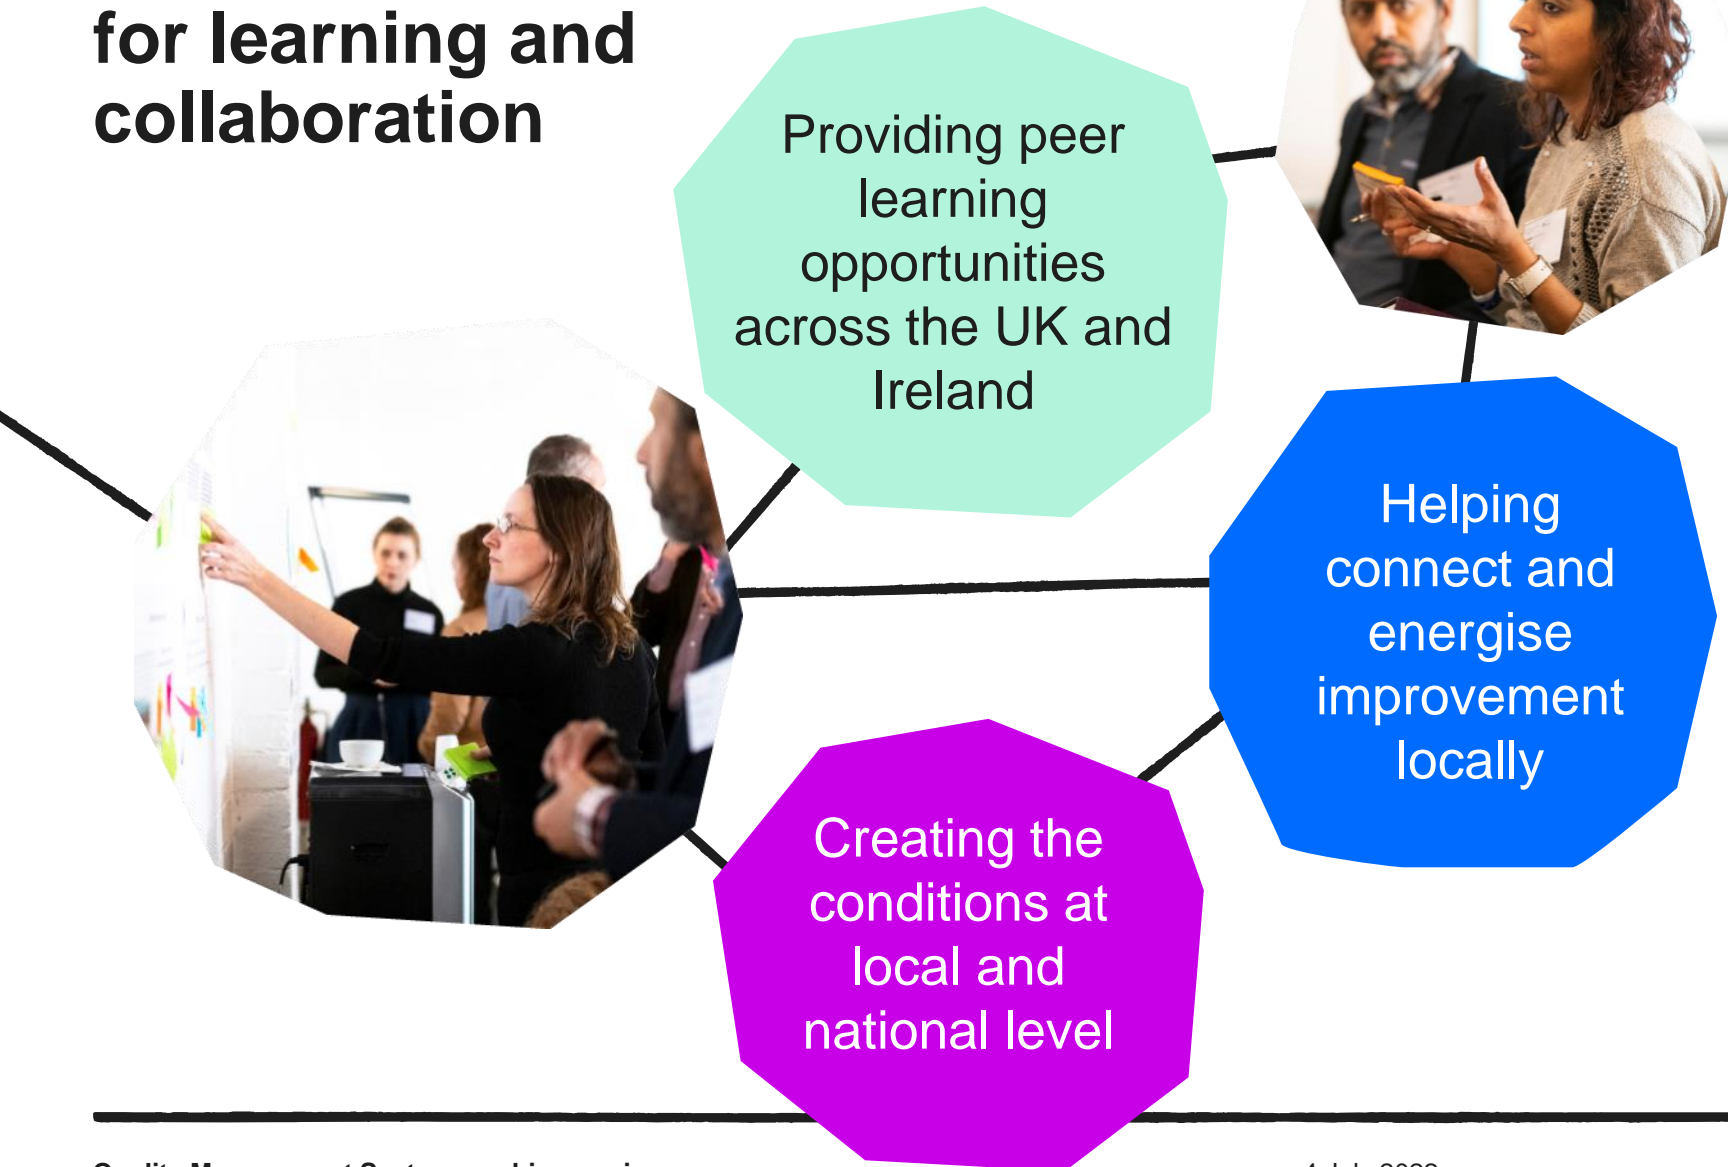 for learning and
collaboration
Providing peer
learning
opportunities
across the UK and
Ireland
Helping
connect and
energise
improvement
locally
Creating the
conditions at
local and
national level